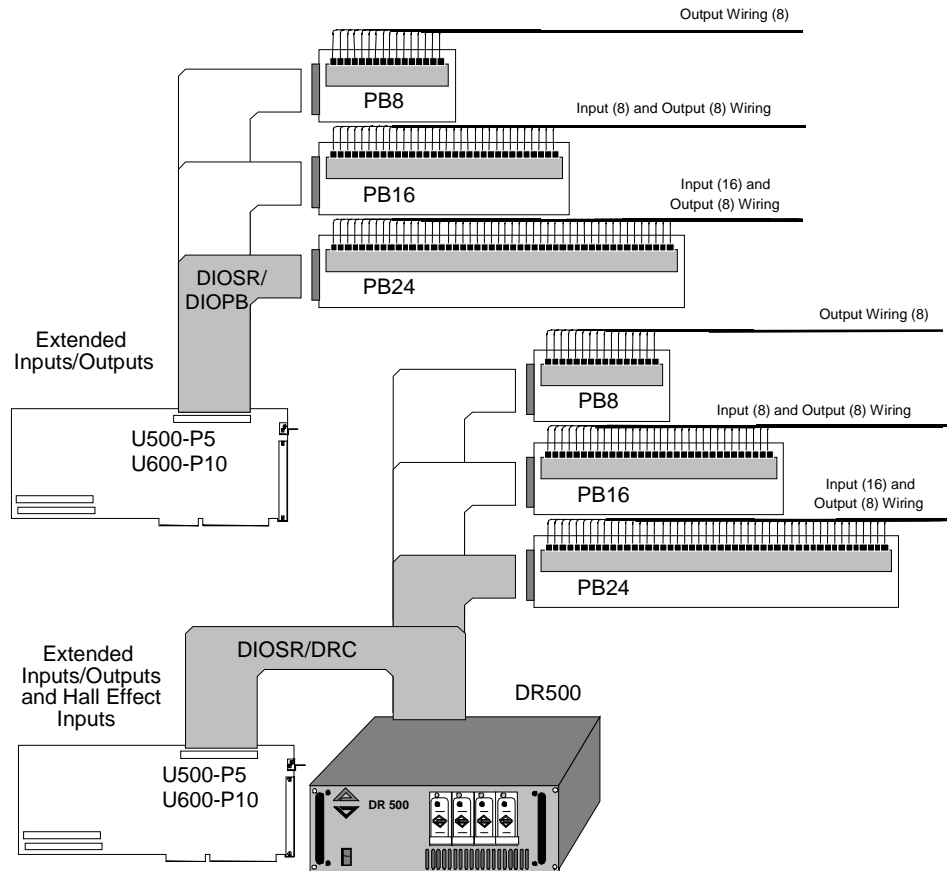 Output Wiring (8)
PB8
Input (8) and Output (8) Wiring
PB16
Input (16) and
Output (8) Wiring
PB24
DIOSR/
DIOPB
Extended
Inputs/Outputs
U500-P5
U600-P10
Output Wiring (8)
PB8
Input (8) and Output (8) Wiring
PB16
Input (16) and
Output (8) Wiring
PB24
DIOSR/DRC
Extended
Inputs/Outputs
and Hall Effect
Inputs
DR500
U500-P5
U600-P10
DR 500